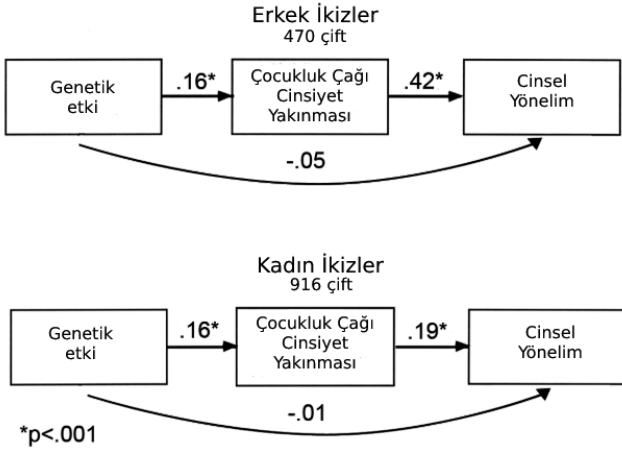 Erkek İkizler
470 çift
Genetik
etki
.16*
Çocukluk Çağı
Cinsiyet
Yakınması
.42*
Cinsel
Yönelim
-.05
Kadın İkizler
916 çift
Genetik
etki
.16*
Çocukluk Çağı
Cinsiyet
Yakınması
.19*
Cinsel
Yönelim
-.01
*p<.001